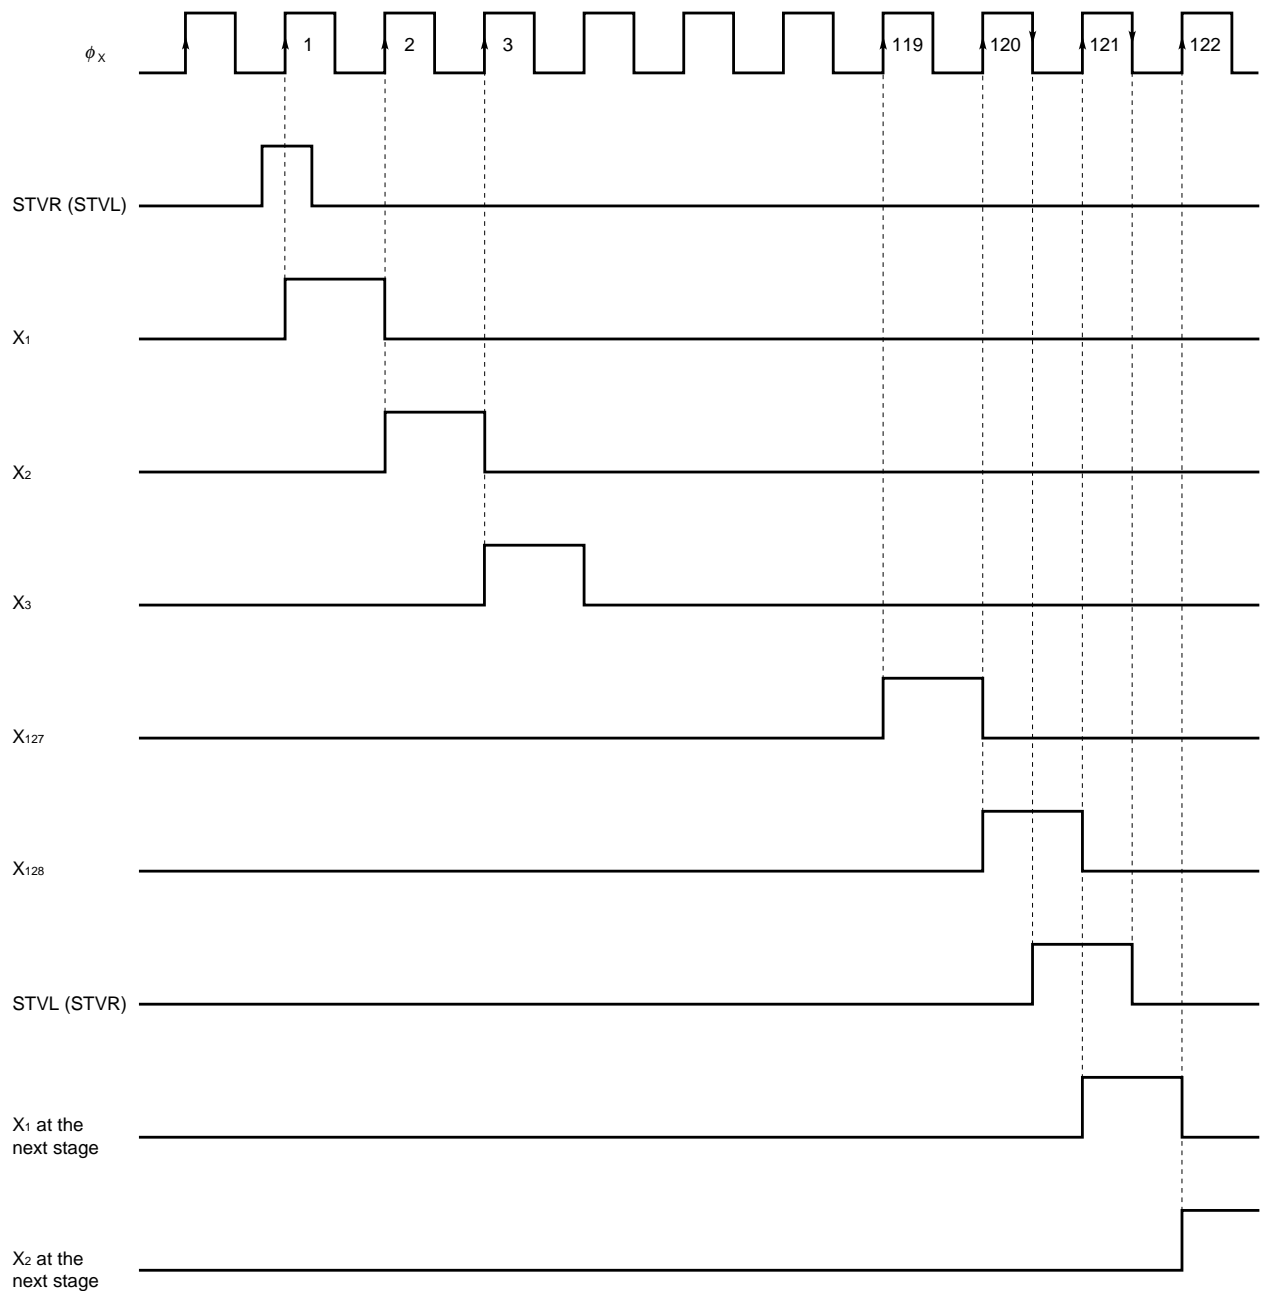 ϕX 1 2 3 119 120 121 122
STVR (STVL)
X1
X2
X3
X127
X128
STVL (STVR)
X1 at the
next stage
X2 at the
next stage